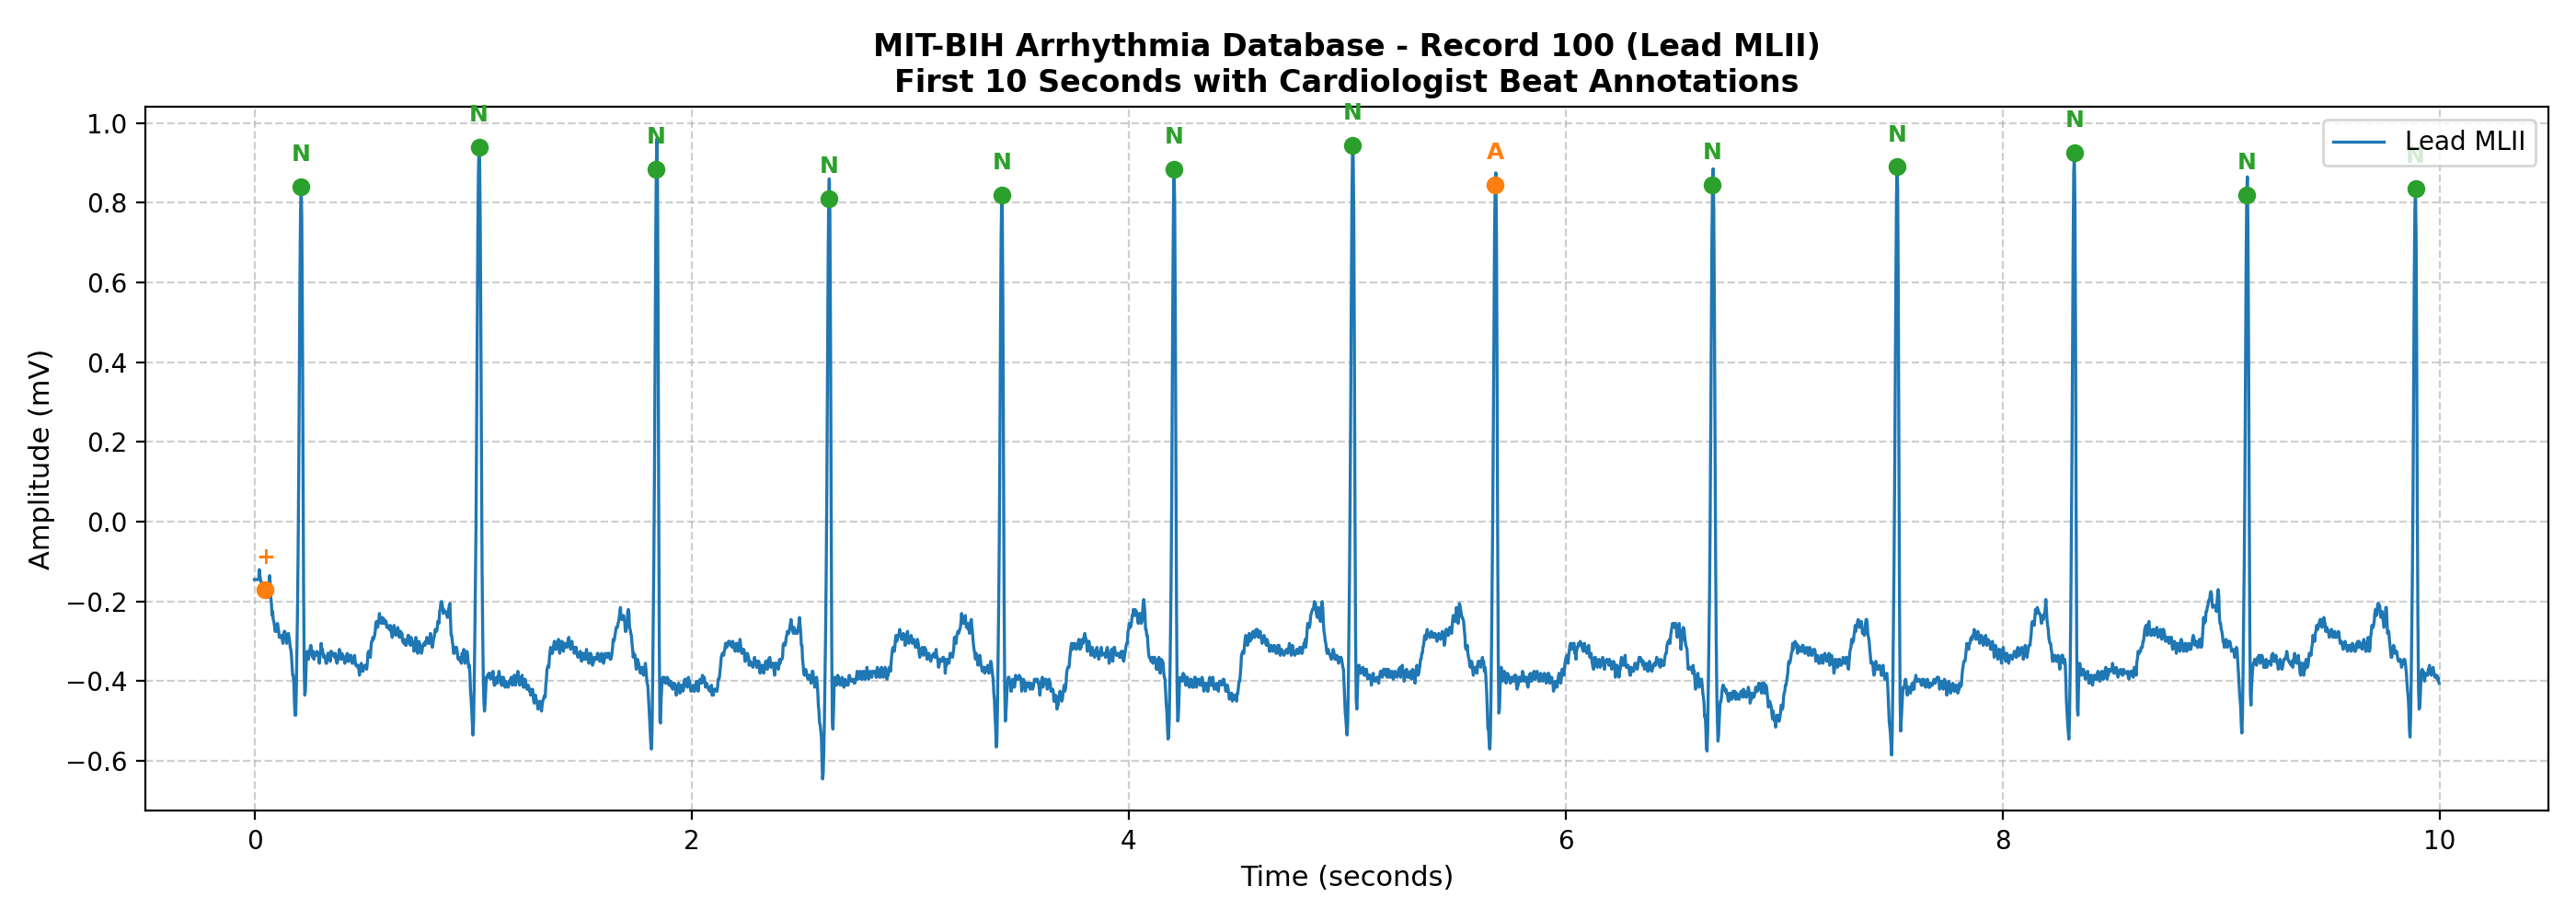 MIT-BIH Arrhythmia Database - Record 100 (Lead MLII)
First 10 Seconds with Cardiologist Beat Annotations
Amplitude (mV)
1.0
0.8
0.6
0.4
0.2
0.0
−0.2
−0.4
−0.6
+
N
N
N
N
N
N
N
A
N
N
N
N
N
Lead MLII
0
2
4
6
8
10
Time (seconds)